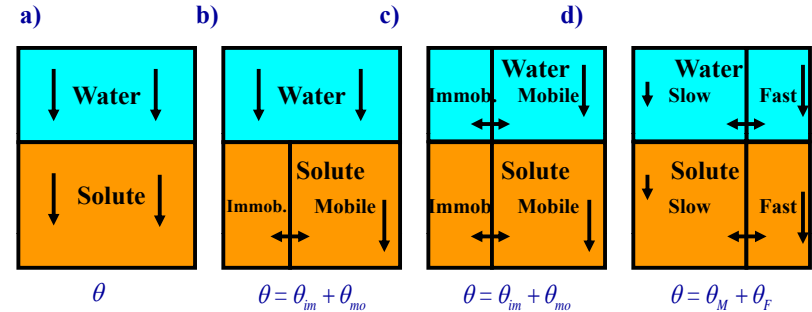 a)
b)
c)
d)
Water
Solute
θ
Water
Solute
Immob.
Mobile
θ = θim + θmo
Water
Immob.
Mobile
Solute
Immob
Mobile
θ = θim + θmo
Water
Slow
Fast
Solute
Slow
Fast
θ = θM + θF